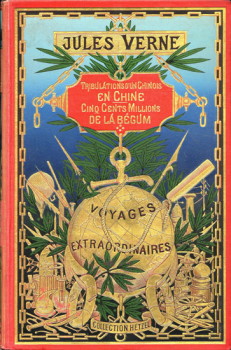 JULES VERNE
TRIBULATIONS D'UN CHINOIS
EN CHINE
CINQ CENTS MILLIONS
DE LA BÉGUM
VOYAGES
EXTRAORDINAIRES
COLLECTION HETZEL